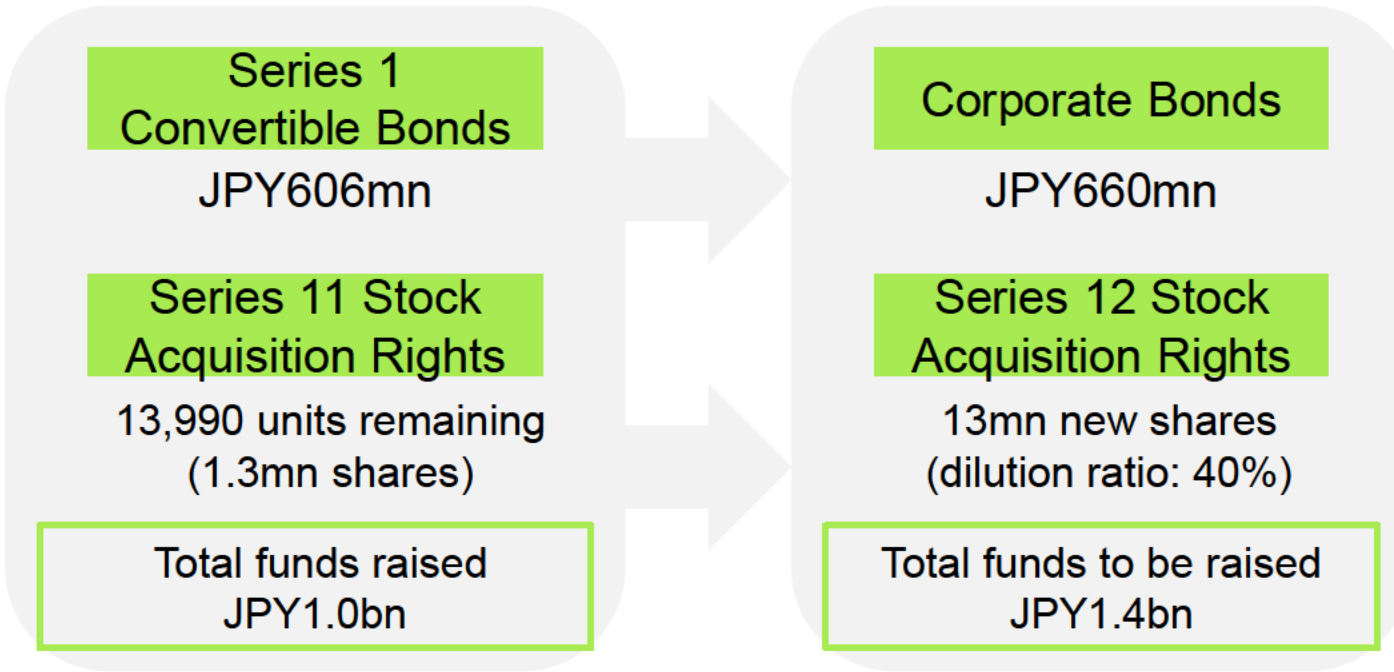 Series 1
Convertible Bonds
JPY606mn
Series 11 Stock
Acquisition Rights
13,990 units remaining
(1.3mn shares)
Total funds raised
JPY1.0bn
Corporate Bonds
JPY660mn
Series 12 Stock
Acquisition Rights
13mn new shares
(dilution ratio: 40%)
Total funds to be raised
JPY1.4bn